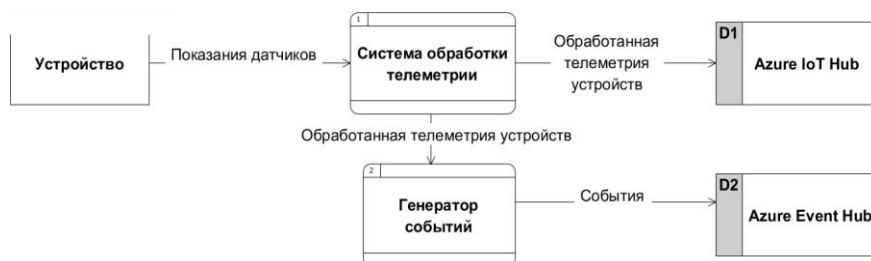 Устройство
Показания датчиков
1
Система обработки
телеметрии
Обработанная
телеметрия
устройств
D1
Azure IoT Hub
Обработанная телеметрия устройств
2
Генератор
событий
События
D2
Azure Event Hub